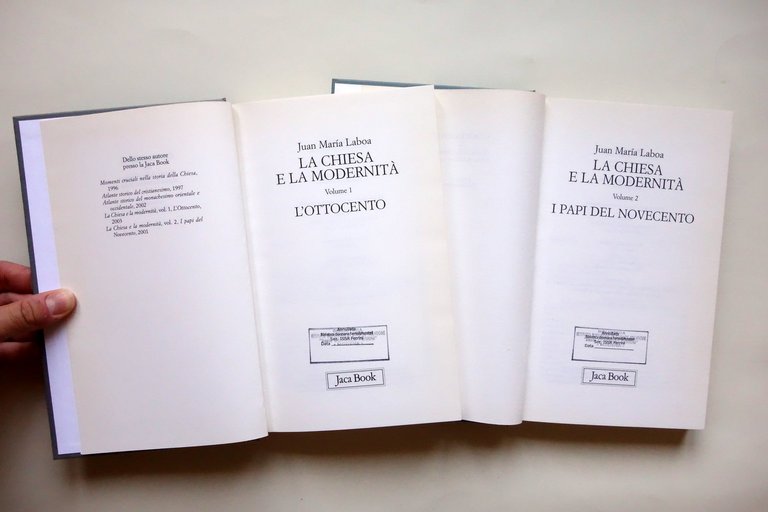 Dello stesso autore
presso la Jaca Book
Momenti cruciali nella storia della Chiesa,
1996
Atlante storico del cristianesimo, 1997
Atlante storico del monachesimo orientale e
occidentale, 2002
La Chiesa e la modernità, vol. 1, L'Ottocento,
2003
La Chiesa e la modernità, vol. 2, I papi del
Novecento, 2001
Juan María Laboa
LA CHIESA
E LA MODERNITÀ
Volume 1
L'OTTOCENTO
Data
Jaca Book
Juan María Laboa
LA CHIESA
E LA MODERNITÀ
Volume 2
I PAPI DEL NOVECENTO
Data
Jaca Book